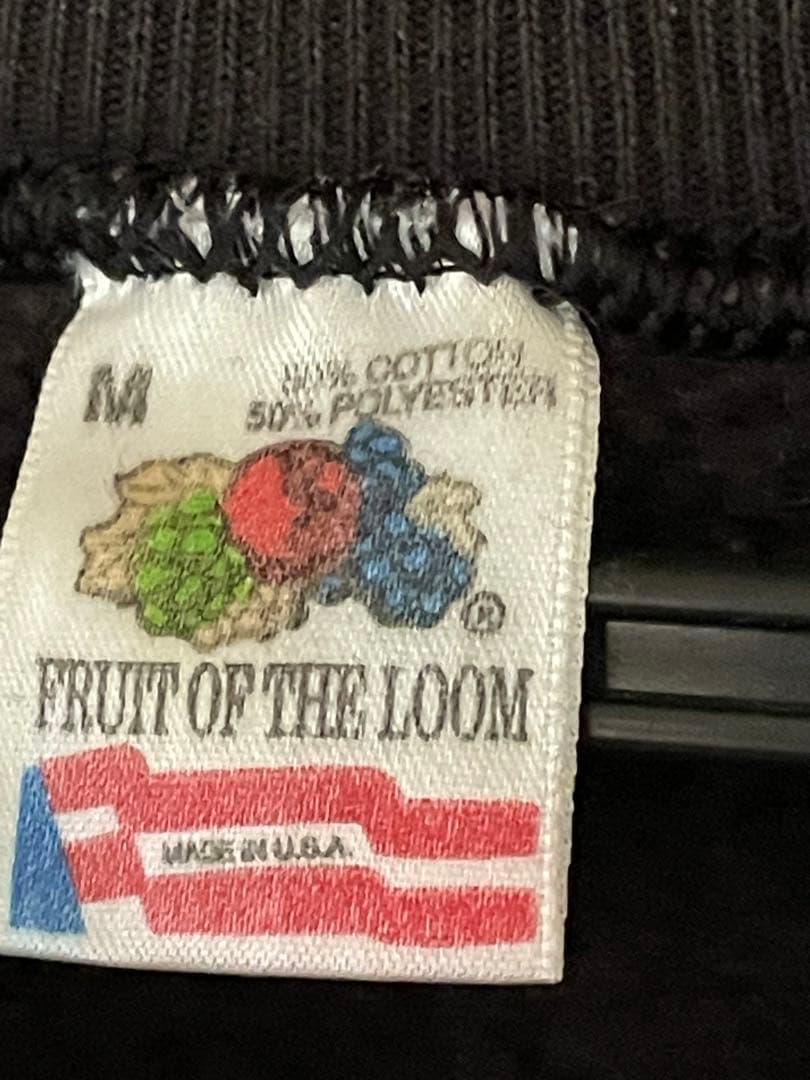 M
50% COTTON
50% POLYESTER
®
FRUIT OF THE LOOM
MADE IN U.S.A.